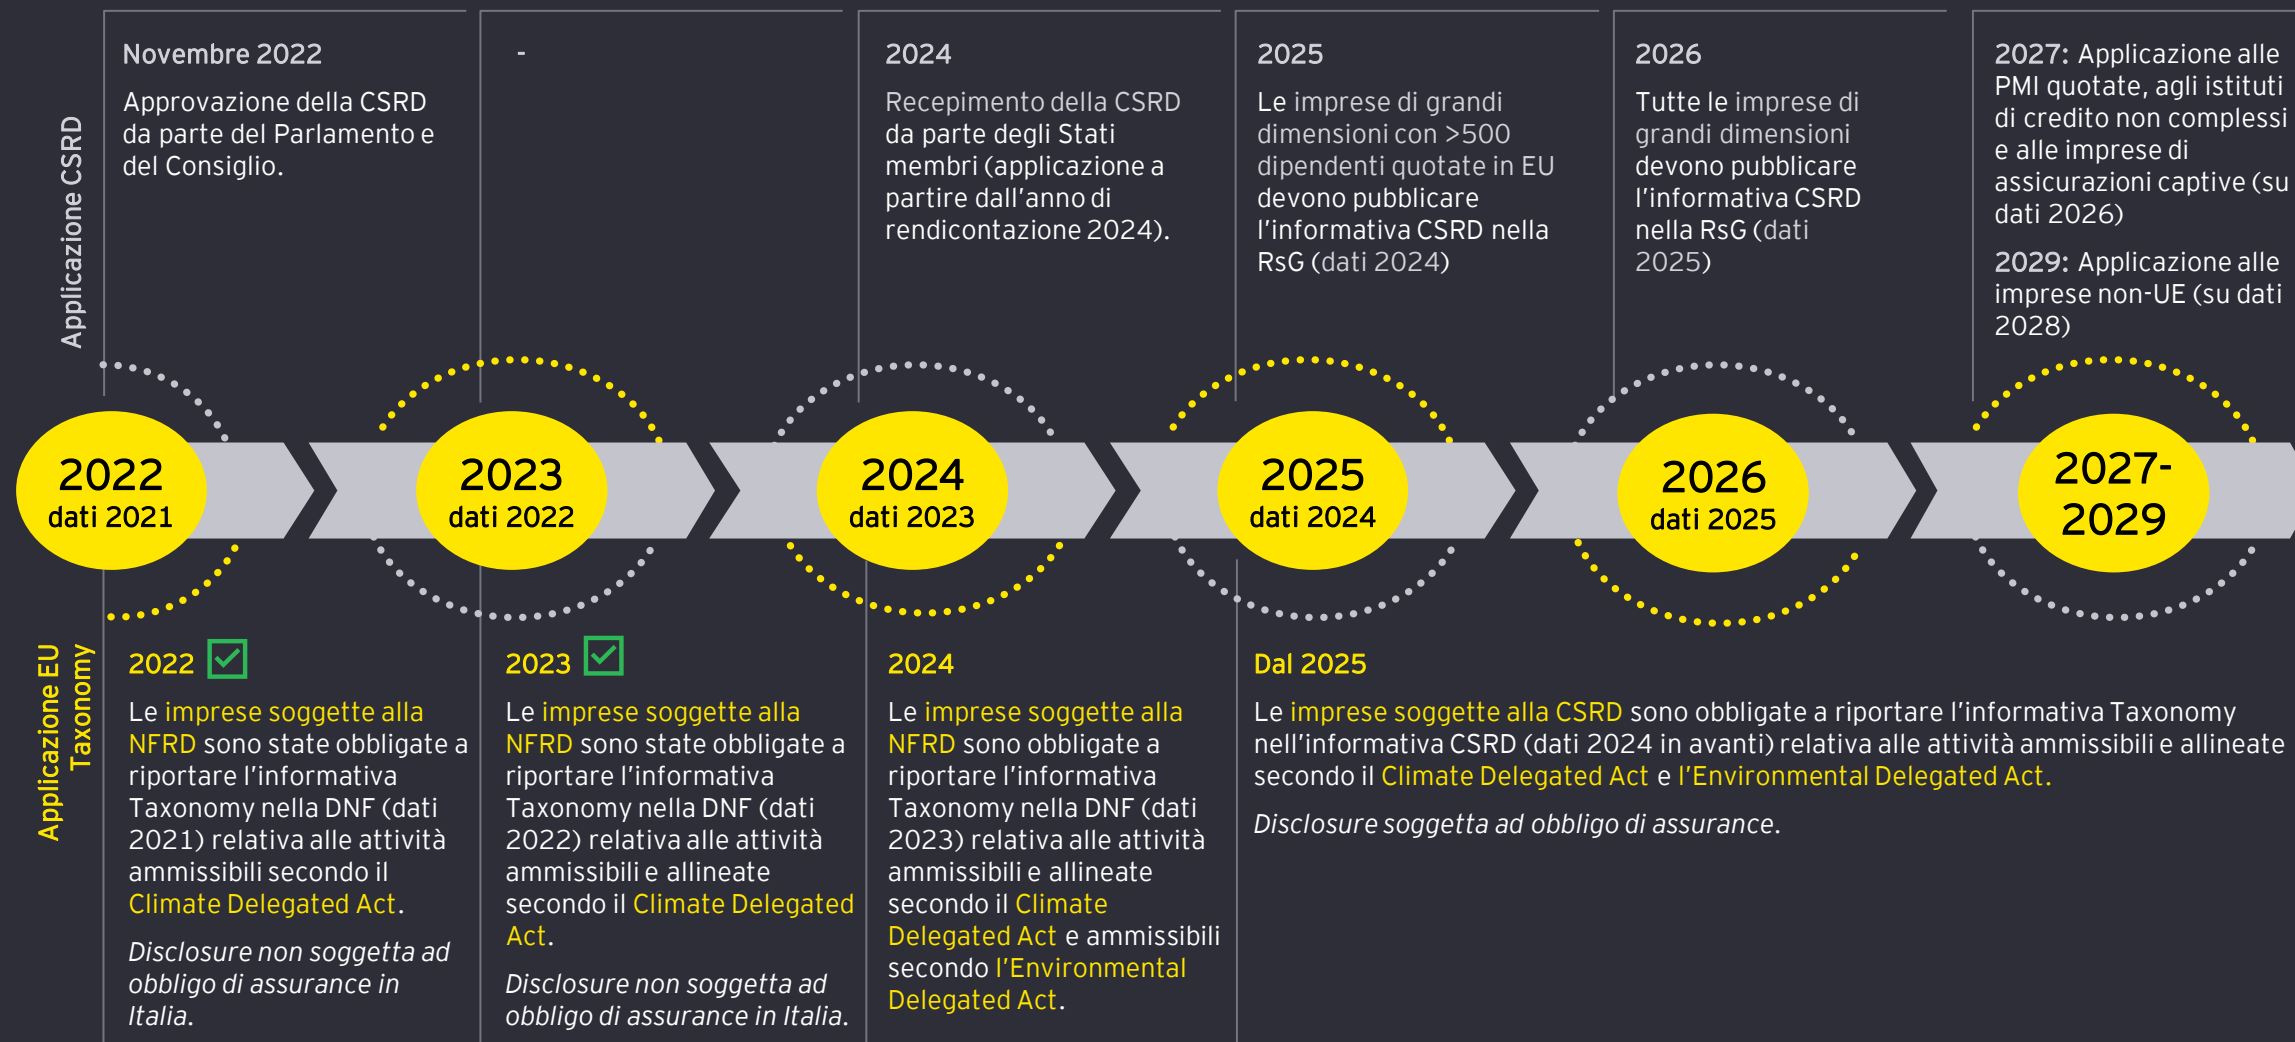 Applicazione CSRD
Novembre 2022
Approvazione della CSRD
da parte del Parlamento e
del Consiglio.
-
2024
Recepimento della CSRD
da parte degli Stati
membri (applicazione a
partire dall'anno di
rendicontazione 2024).
2025
Le imprese di grandi
dimensioni con >500
dipendenti quotate in EU
devono pubblicare
l'informativa CSRD nella
RsG (dati 2024)
2026
Tutte le imprese di
grandi dimensioni
devono pubblicare
l'informativa CSRD
nella RsG (dati
2025)
2027: Applicazione alle
PMI quotate, agli istituti
di credito non complessi
e alle imprese di
assicurazioni captive (su
dati 2026)
2029: Applicazione alle
imprese non-UE (su dati
2028)
2022
dati 2021
2023
dati 2022
2024
dati 2023
2025
dati 2024
2026
dati 2025
2027-
2029
Applicazione EU
Taxonomy
2022
Le imprese soggette alla
NFRD sono state obbligate a
riportare l'informativa
Taxonomy nella DNF (dati
2021) relativa alle attività
ammissibili secondo il
Climate Delegated Act.
Disclosure non soggetta ad
obbligo di assurance in
Italia.
2023
Le imprese soggette alla
NFRD sono state obbligate a
riportare l'informativa
Taxonomy nella DNF (dati
2022) relativa alle attività
ammissibili e allineate
secondo il Climate Delegated
Act.
Disclosure non soggetta ad
obbligo di assurance in Italia.
2024
Le imprese soggette alla
NFRD sono obbligate a
riportare l'informativa
Taxonomy nella DNF (dati
2023) relativa alle attività
ammissibili e allineate
secondo il Climate
Delegated Act e ammissibili
secondo l'Environmental
Delegated Act.
Dal 2025
Le imprese soggette alla CSRD sono obbligate a riportare l'informativa Taxonomy
nell'informativa CSRD (dati 2024 in avanti) relativa alle attività ammissibili e allineate
secondo il Climate Delegated Act e l'Environmental Delegated Act.
Disclosure soggetta ad obbligo di assurance.